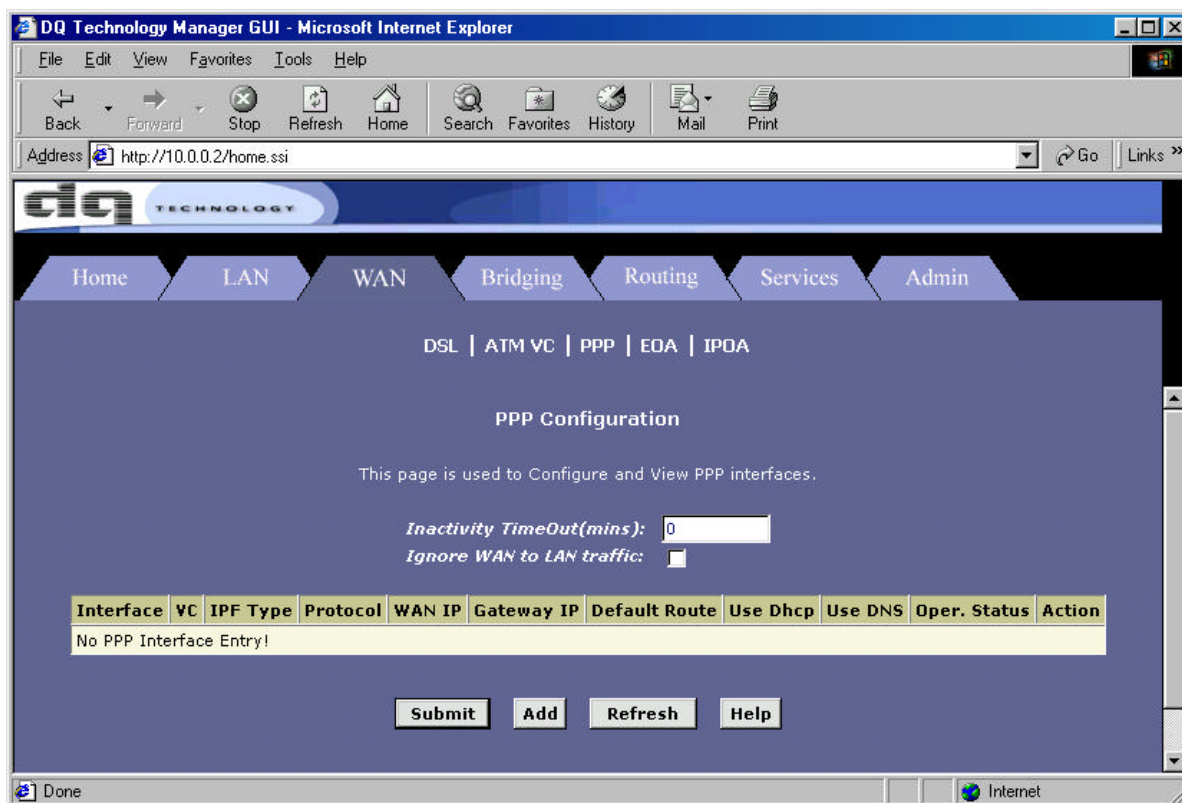 DQ Technology Manager GUI - Microsoft Internet Explorer
File Edit View Favorites Tools Help
Back Forward Stop Refresh Home Search Favorites History Mail Print
Address http://10.0.0.2/home.ssi Go Links »
dq TECHNOLOGY
Home LAN WAN Bridging Routing Services Admin
DSL | ATM VC | PPP | EOA | IPOA
PPP Configuration
This page is used to Configure and View PPP interfaces.
Inactivity TimeOut(mins): 0
Ignore WAN to LAN traffic:
Interface VC IPF Type Protocol WAN IP Gateway IP Default Route Use Dhcp Use DNS Oper. Status Action
No PPP Interface Entry!
Submit Add Refresh Help
Done Internet